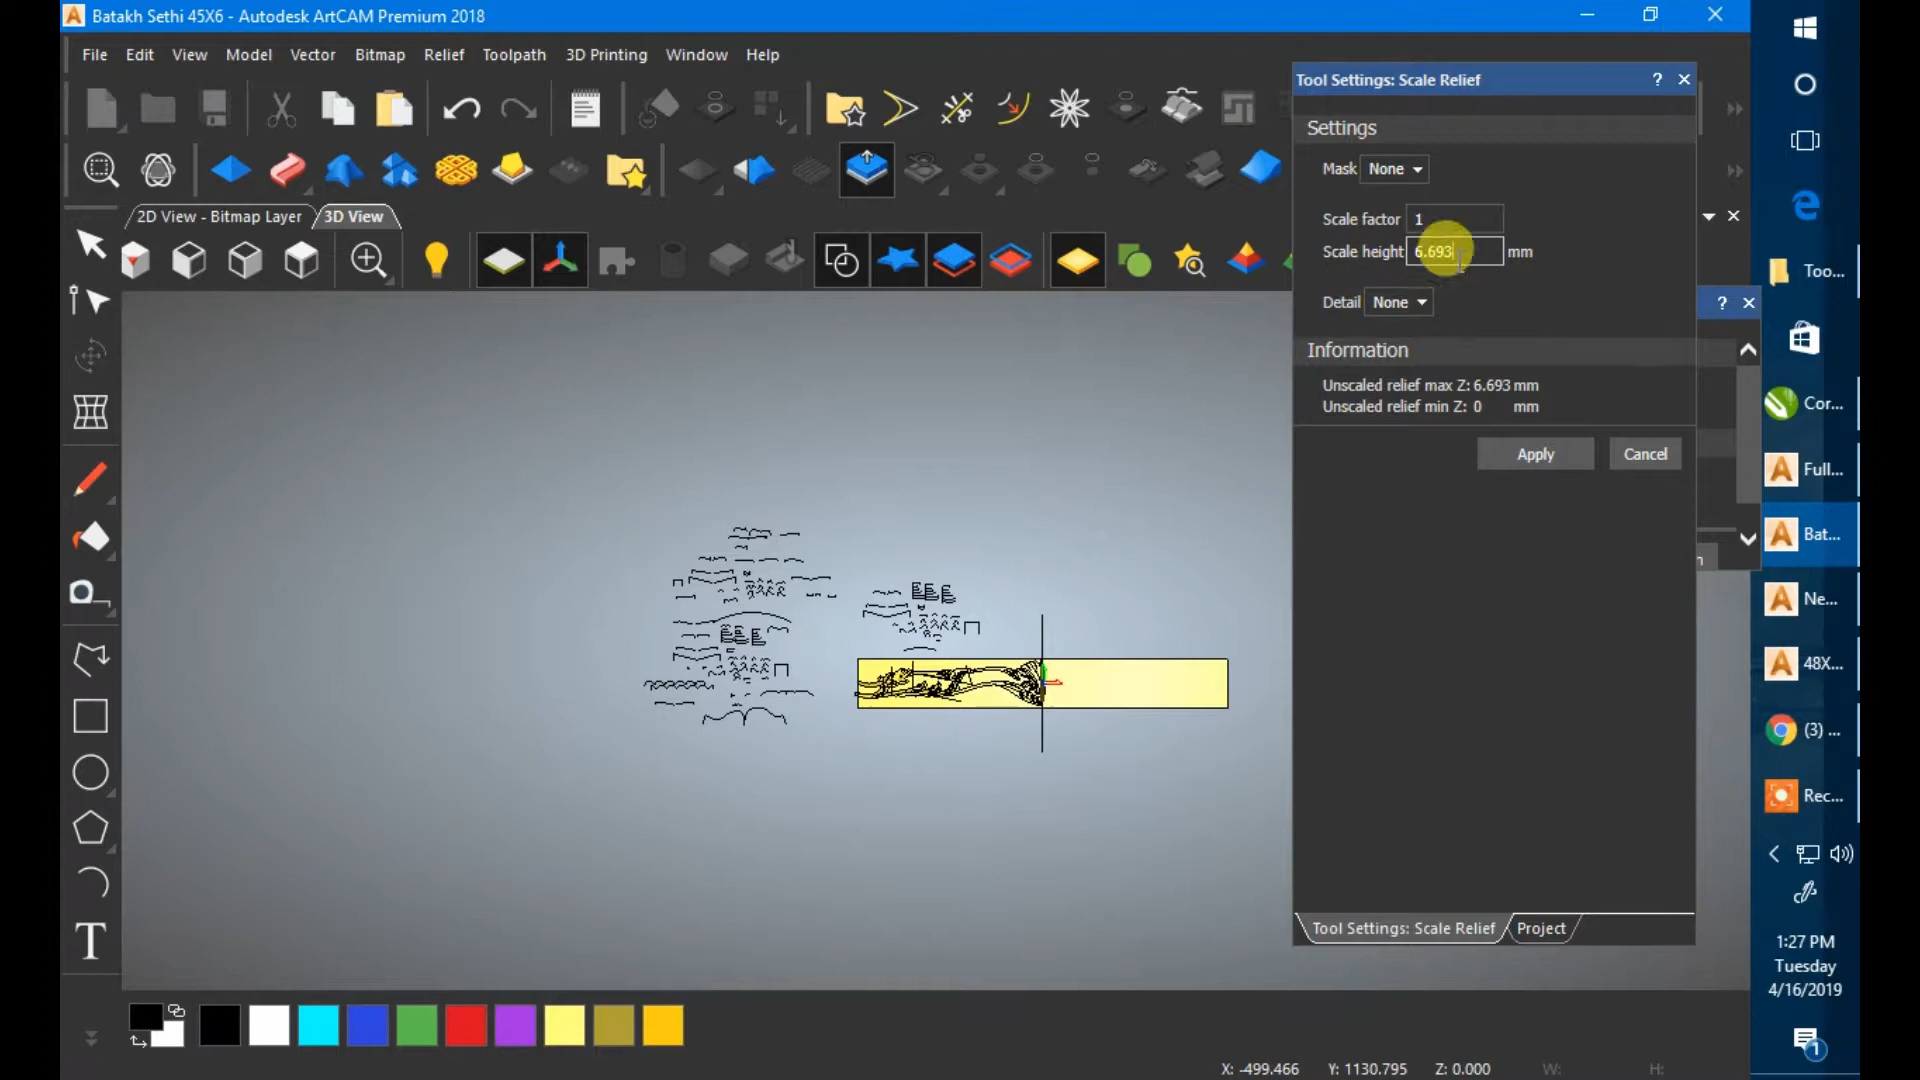 Batakh Sethi 45X6 - Autodesk ArtCAM Premium 2018
File Edit View Model Vector Bitmap Relief Toolpath 3D Printing Window Help
2D View - Bitmap Layer 3D View
Tool Settings: Scale Relief ?
Settings
Mask None
Scale factor 1
Scale height 6.693 mm
Detail None
Information
Unscaled relief max Z: 6.693 mm
Unscaled relief min Z: 0 mm
Apply Cancel
Tool Settings: Scale Relief Project
?
n
T
X: -499.466 Y: 1130.795 Z: 0.000 W: H:
Too...
Cor...
Full...
Bat...
Ne...
48X...
(3) ...
Rec...
1:27 PM
Tuesday
4/16/2019
1